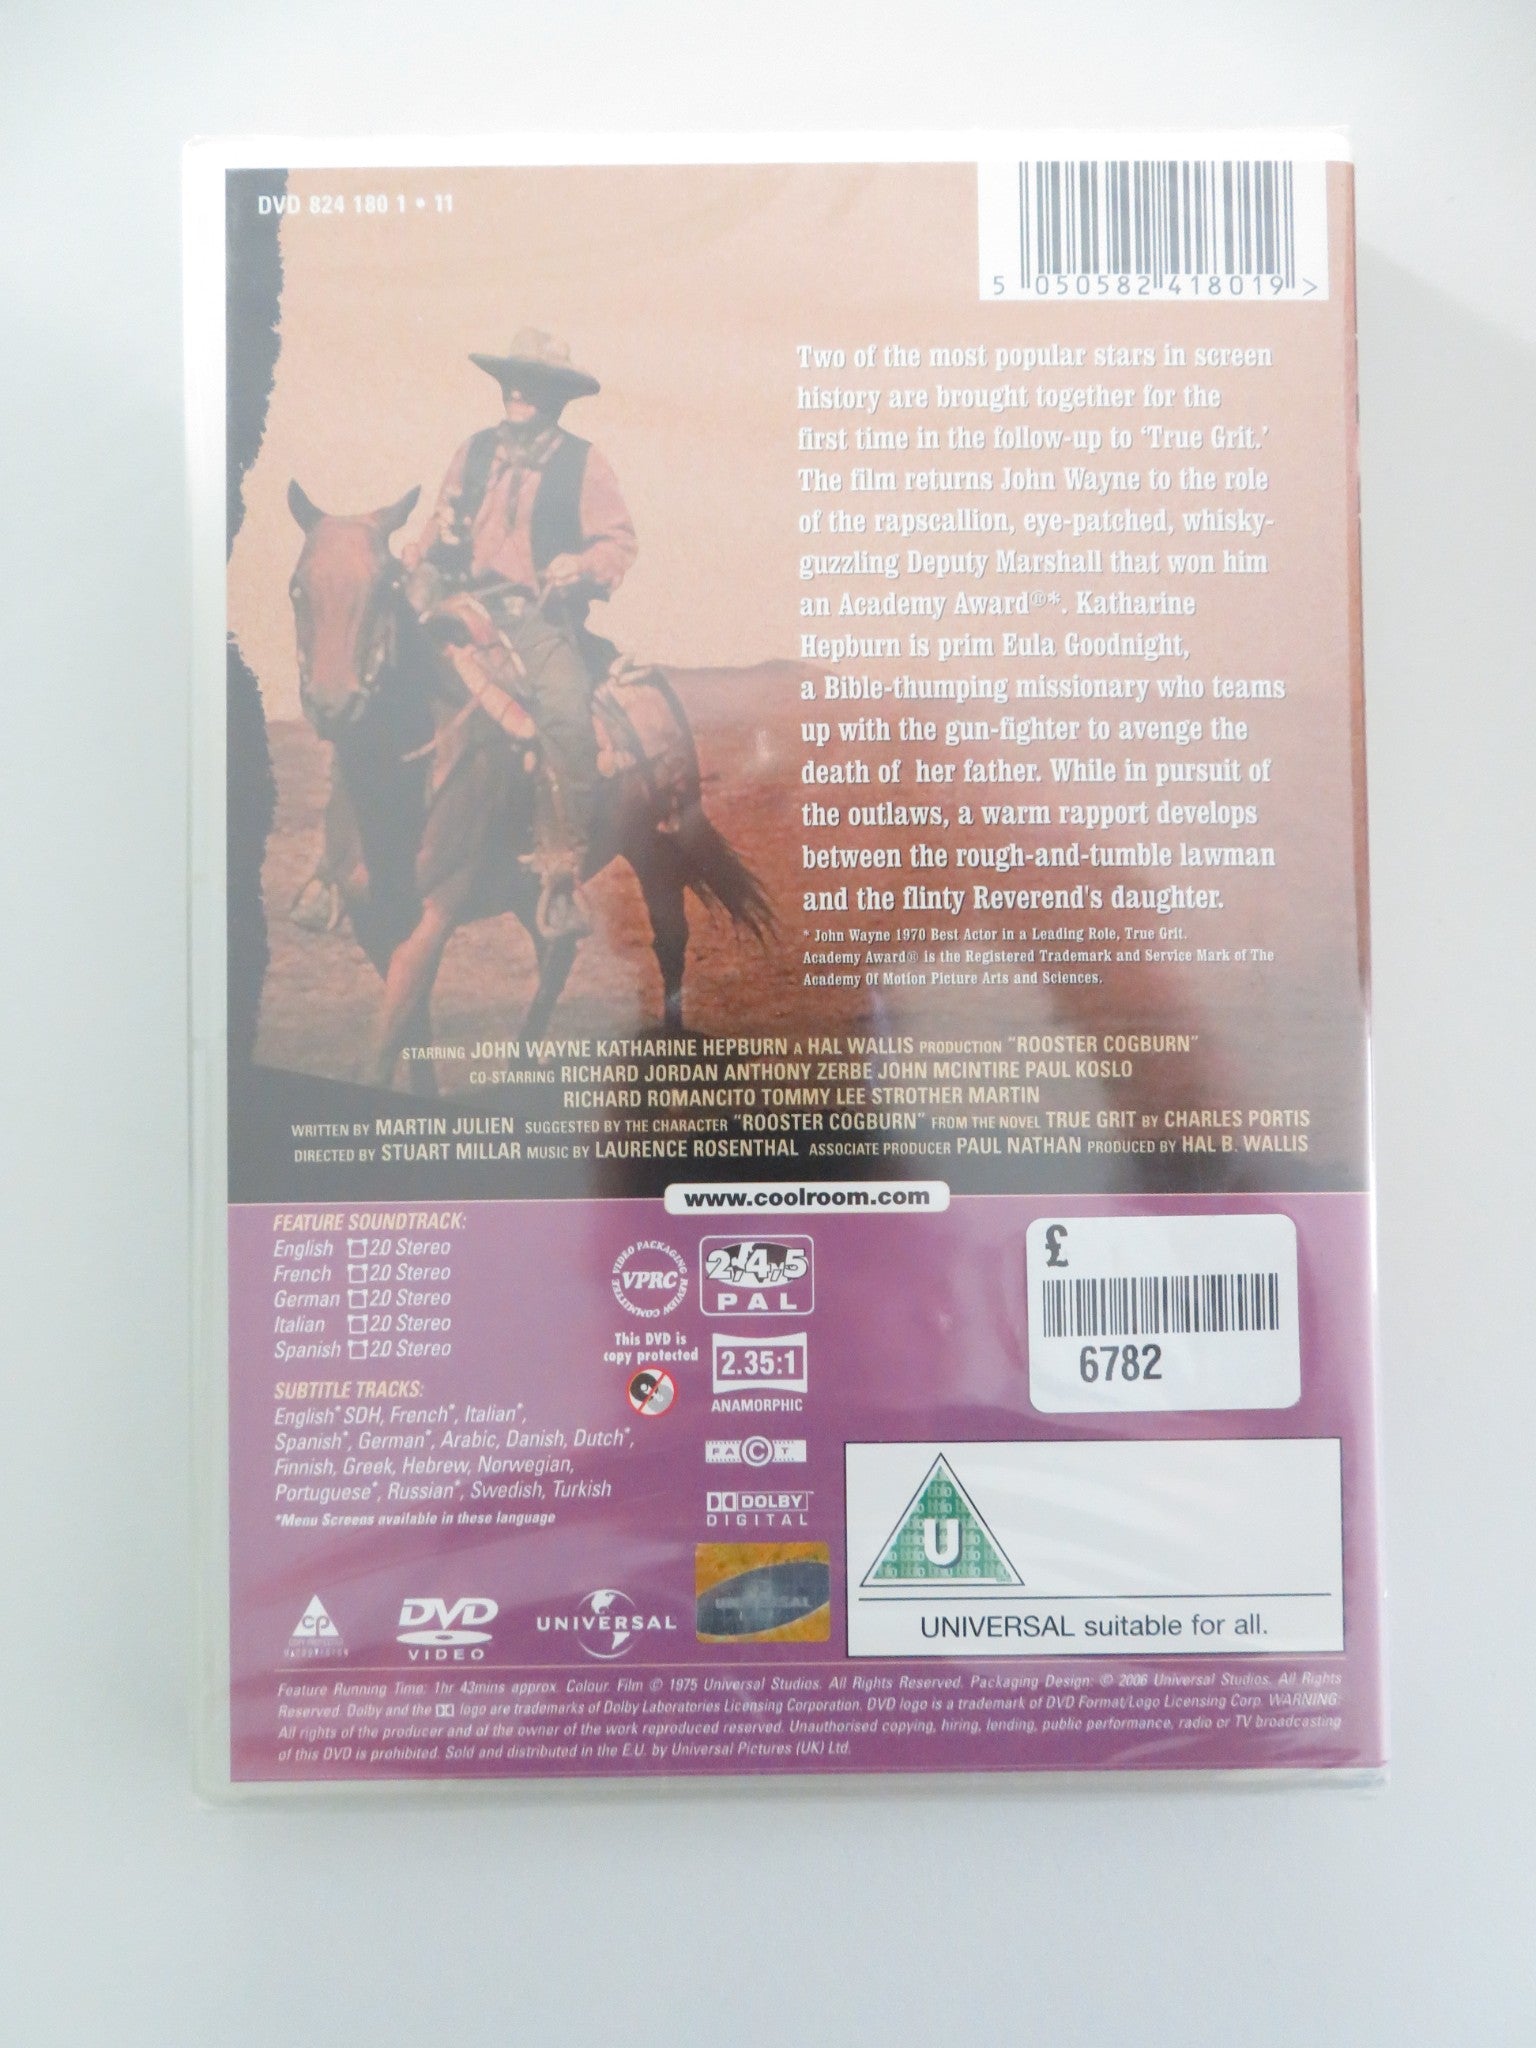 DVD 824 180 1 • 11
5 050582 418019 >
Two of the most popular stars in screen
history are brought together for the
first time in the follow-up to ‘True Grit.’
The film returns John Wayne to the role
of the rapscallion, eye-patched, whisky-
guzzling Deputy Marshall that won him
an Academy Award®*. Katharine
Hepburn is prim Eula Goodnight,
a Bible-thumping missionary who teams
up with the gun-fighter to avenge the
death of her father. While in pursuit of
the outlaws, a warm rapport develops
between the rough-and-tumble lawman
and the flinty Reverend's daughter.
* John Wayne 1970 Best Actor in a Leading Role, True Grit.
Academy Award® is the Registered Trademark and Service Mark of The
Academy Of Motion Picture Arts and Sciences.
STARRING JOHN WAYNE KATHARINE HEPBURN A HAL WALLIS PRODUCTION "ROOSTER COGBURN"
CO-STARRING RICHARD JORDAN ANTHONY ZERBE JOHN MCINTIRE PAUL KOSLO
RICHARD ROMANCITO TOMMY LEE STROTHER MARTIN
WRITTEN BY MARTIN JULIEN SUGGESTED BY THE CHARACTER "ROOSTER COGBURN" FROM THE NOVEL TRUE GRIT BY CHARLES PORTIS
DIRECTED BY STUART MILLAR MUSIC BY LAURENCE ROSENTHAL ASSOCIATE PRODUCER PAUL NATHAN PRODUCED BY HAL B. WALLIS
www.coolroom.com
FEATURE SOUNDTRACK:
English 2.0 Stereo
French 2.0 Stereo
German 2.0 Stereo
Italian 2.0 Stereo
Spanish 2.0 Stereo
SUBTITLE TRACKS:
English* SDH, French*, Italian*,
Spanish*, German*, Arabic, Danish, Dutch*,
Finnish, Greek, Hebrew, Norwegian,
Portuguese*, Russian*, Swedish, Turkish
*Menu Screens available in these language
VIDEO PACKAGING REVIEW COMMITTEE
VPRC
This DVD is
copy protected
2,4,5
PAL
2.35:1
ANAMORPHIC
FACT
DOLBY
DIGITAL
£
6782
U
UNIVERSAL suitable for all.
cp
DVD
VIDEO
UNIVERSAL
UNIVERSAL
Feature Running Time: 1hr 43mins approx. Colour. Film © 1975 Universal Studios. All Rights Reserved. Packaging Design: © 2006 Universal Studios. All Rights
Reserved. Dolby and the logo are trademarks of Dolby Laboratories Licensing Corporation. DVD logo is a trademark of DVD Format/Logo Licensing Corp. WARNING:
All rights of the producer and of the owner of the work reproduced reserved. Unauthorised copying, hiring, lending, public performance, radio or TV broadcasting
of this DVD is prohibited. Sold and distributed in the E.U. by Universal Pictures (UK) Ltd.